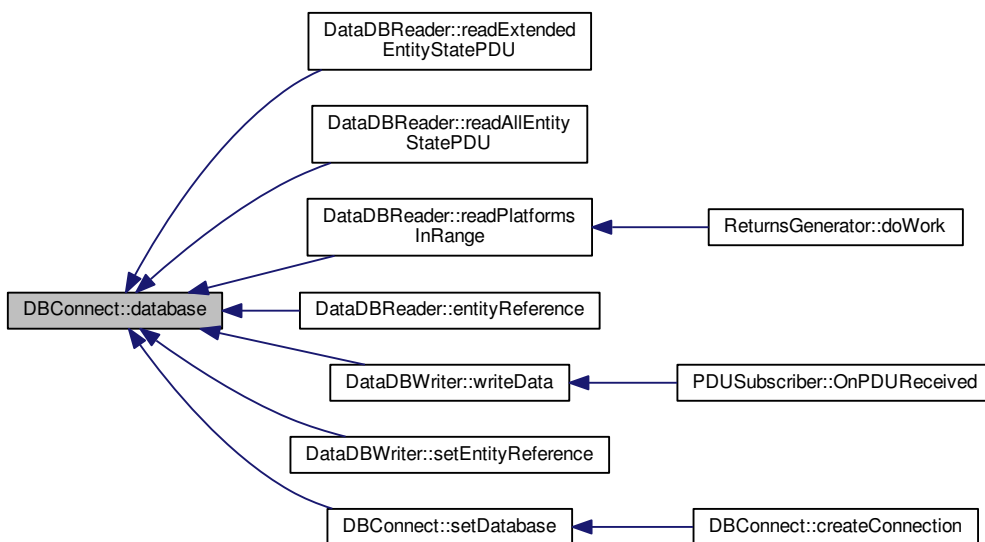 DataDBReader::readExtended
EntityStatePDU
DataDBReader::readAllEntity
StatePDU
DataDBReader::readPlatforms
InRange
ReturnsGenerator::doWork
DBConnect::database
DataDBReader::entityReference
DataDBWriter::writeData
PDUSubscriber::OnPDUReceived
DataDBWriter::setEntityReference
DBConnect::setDatabase
DBConnect::createConnection